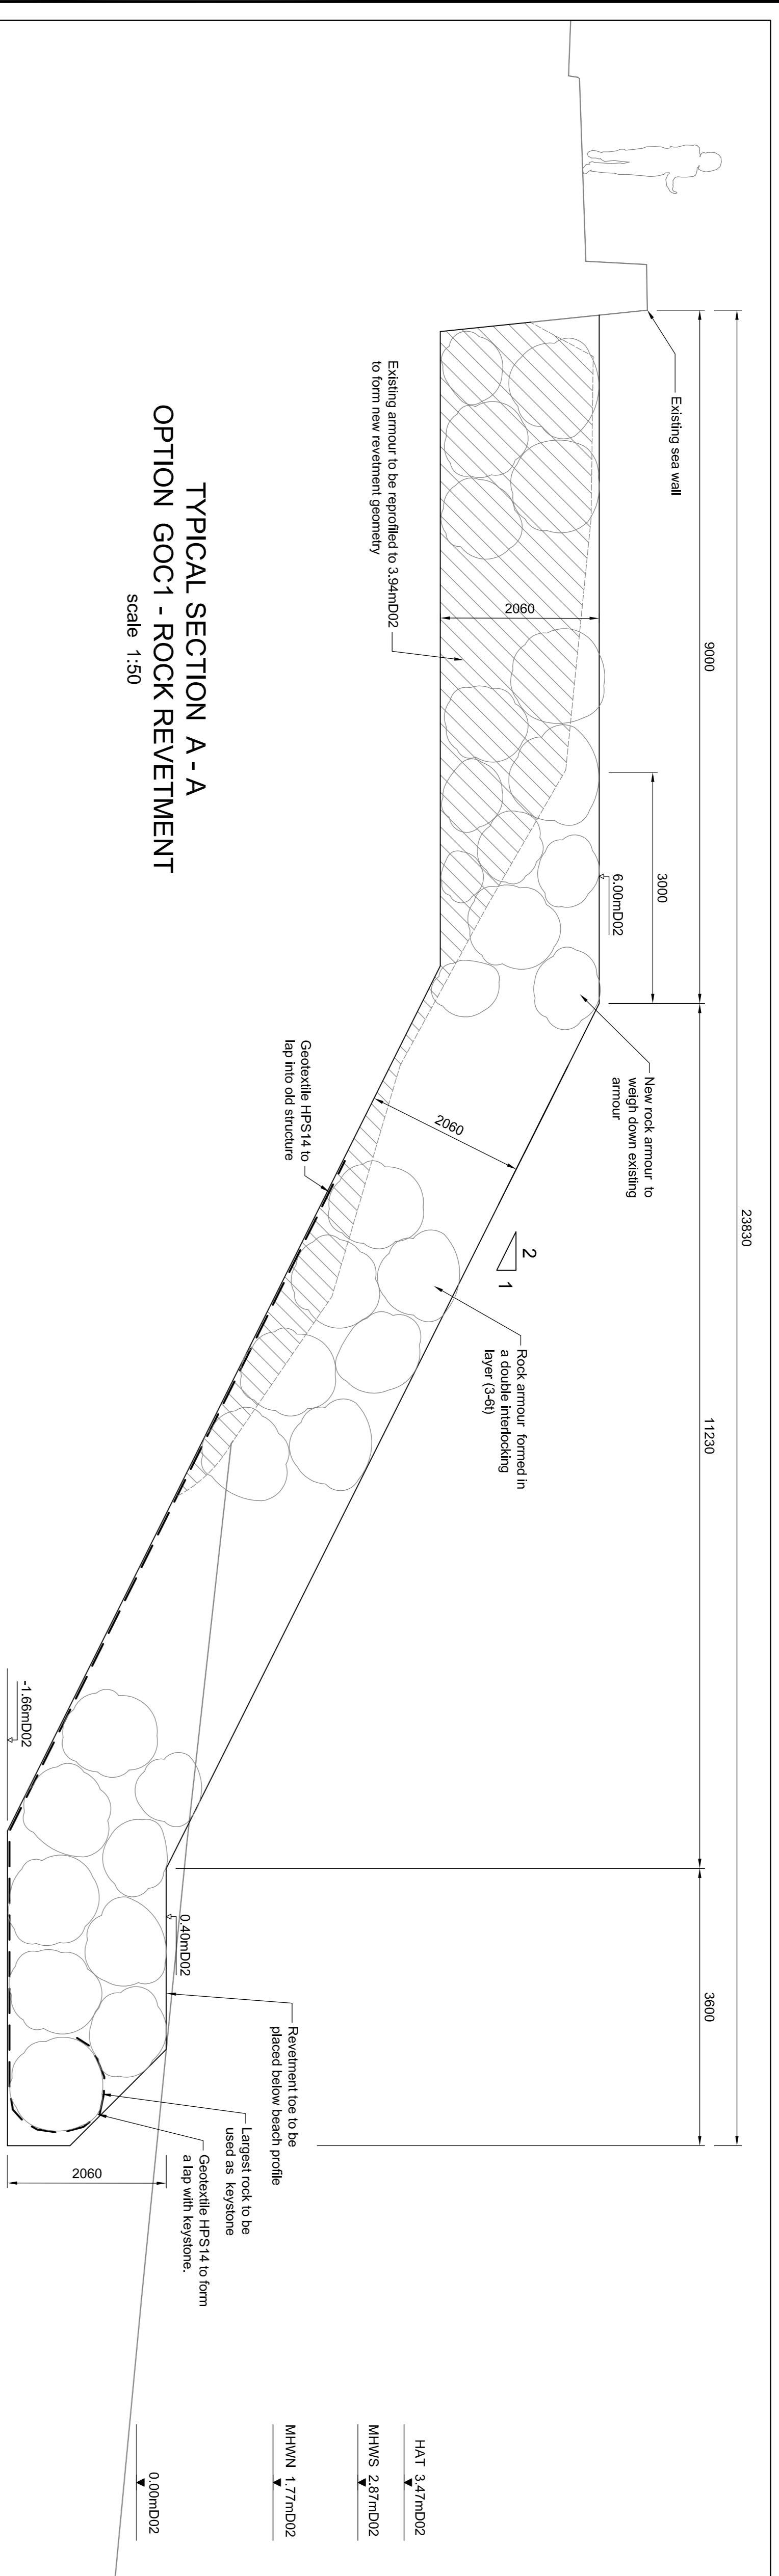 23830
9000
11230
3600
3000
Existing sea wall
6.00mD02
New rock armour to
weigh down existing
armour
2060
Existing armour to be reprofiled to 3.94mD02
to form new revetment geometry
2060
2
1
Rock armour formed in
a double interlocking
layer (3-6t)
Geotextile HPS14 to
lap into old structure
-1.66mD02
0.40mD02
Revetment toe to be
placed below beach profile
Largest rock to be
used as keystone
Geotextile HPS14 to form
a lap with keystone.
2060
HAT 3.47mD02
MHWS 2.87mD02
MHWN 1.77mD02
0.00mD02
TYPICAL SECTION A - A
OPTION GOC1 - ROCK REVETMENT
scale 1:50